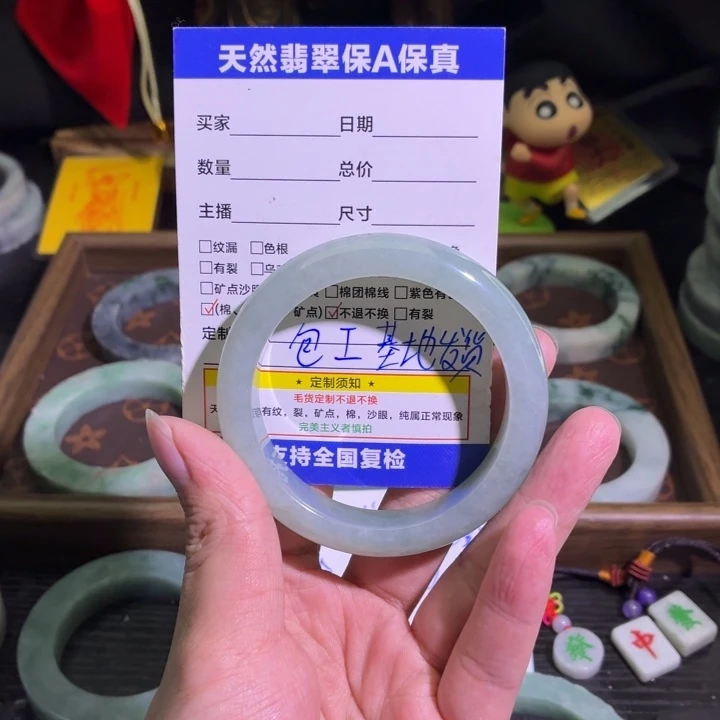 天然翡翠保A保真
买家 日期
数量 总价
主播 尺寸
□纹漏 □色根
□有裂
□矿点沙 □棉团棉线 □紫色有
☑(棉、 矿点) ☑不退不换 □有裂
定制
包工 基地发货
★ 定制须知 ★
毛货定制不退不换
有纹，裂，矿点，棉，沙眼，纯属正常现象
完美主义者慎拍
支持全国复检
中
發